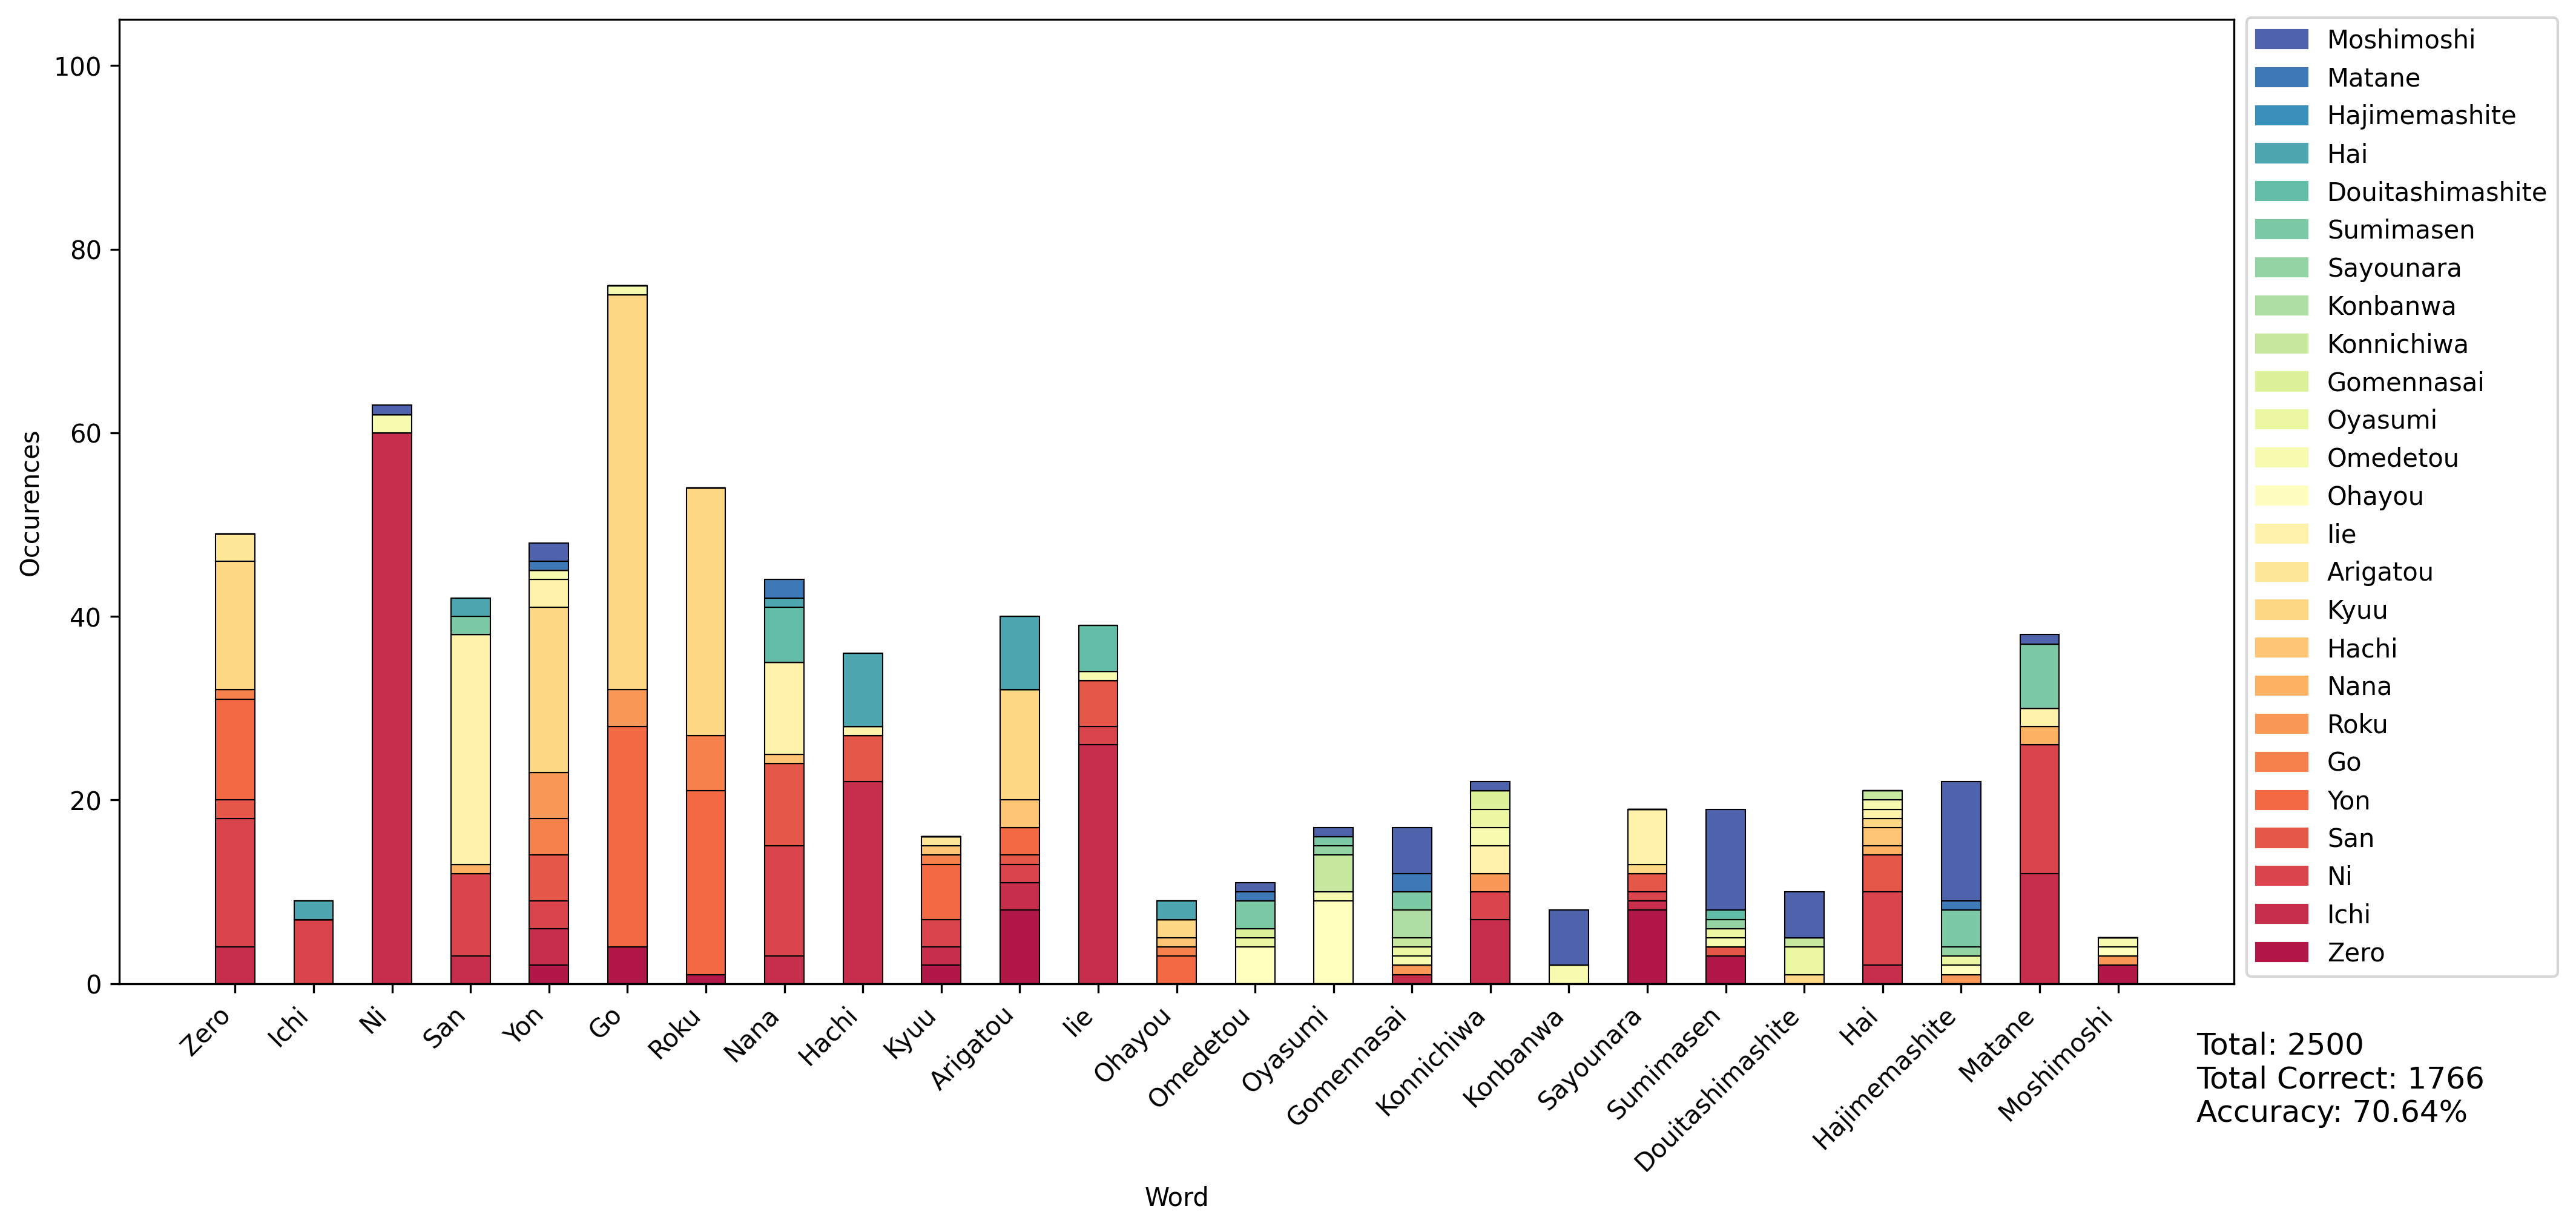 Occurences
100
80
60
40
20
0
Zero
Ichi
Ni
San
Yon
Go
Roku
Nana
Hachi
Kyuu
Arigatou
Iie
Ohayou
Omedetou
Oyasumi
Gomennasai
Konnichiwa
Konbanwa
Sayounara
Sumimasen
Douitashimashite
Hai
Hajimemashite
Matane
Moshimoshi
Word
Moshimoshi
Matane
Hajimemashite
Hai
Douitashimashite
Sumimasen
Sayounara
Konbanwa
Konnichiwa
Gomennasai
Oyasumi
Omedetou
Ohayou
Iie
Arigatou
Kyuu
Hachi
Nana
Roku
Go
Yon
San
Ni
Ichi
Zero
Total: 2500
Total Correct: 1766
Accuracy: 70.64%